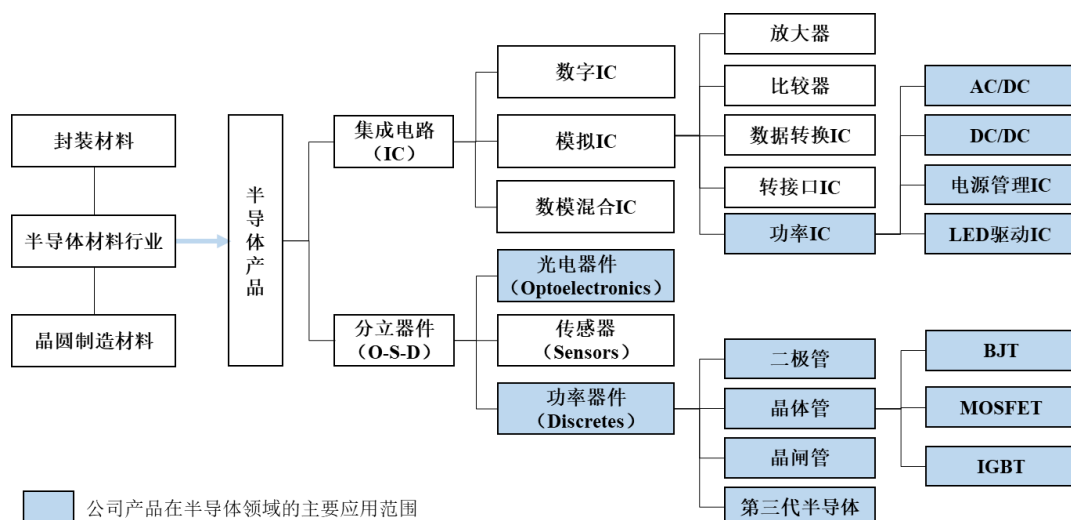 封装材料
半导体材料行业
晶圆制造材料
半
导
体
产
品
集成电路
（IC）
分立器件
（O-S-D）
数字IC
模拟IC
数模混合IC
光电器件
（Optoelectronics）
传感器
（Sensors）
功率器件
（Discretes）
放大器
比较器
数据转换IC
转接口IC
功率IC
AC/DC
DC/DC
电源管理IC
LED驱动IC
二极管
晶体管
晶闸管
第三代半导体
BJT
MOSFET
IGBT
公司产品在半导体领域的主要应用范围